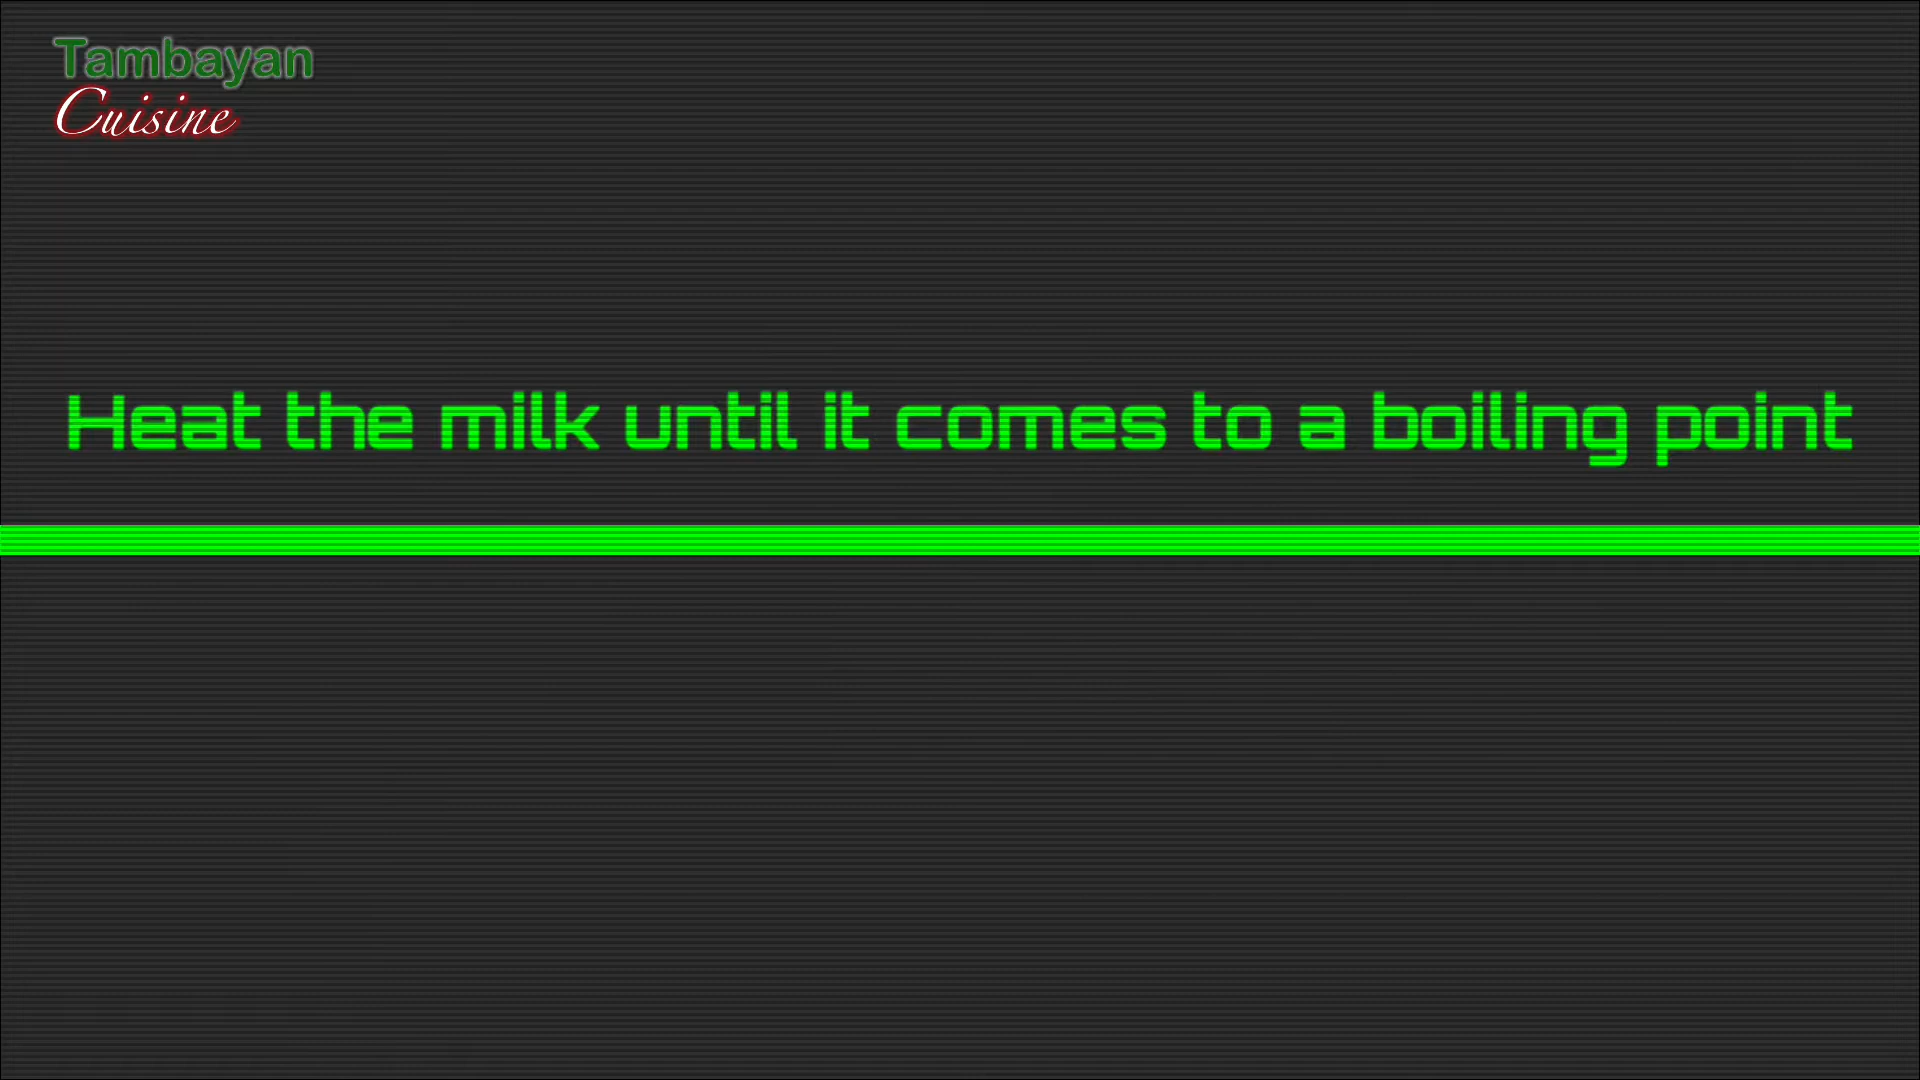 Tambayan
Cuisine
Heat the milk until it comes to a boiling point